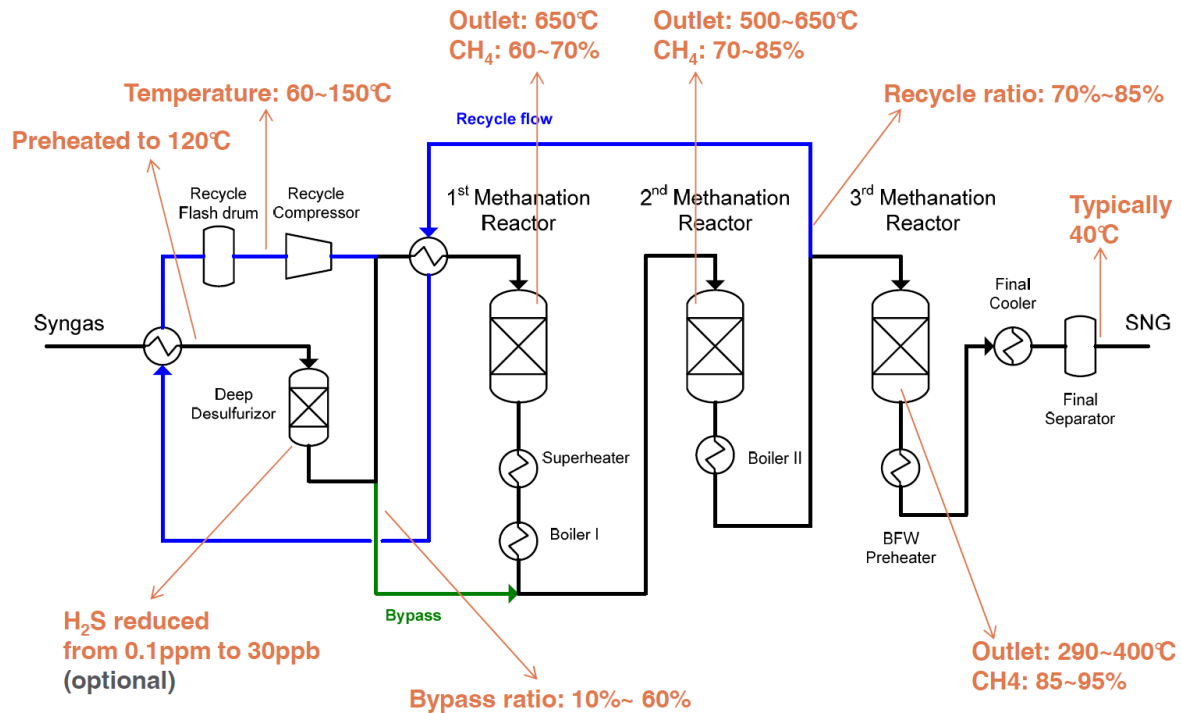 Outlet: 650℃
CH₄: 60~70%
Outlet: 500~650℃
CH₄: 70~85%
Temperature: 60~150℃
Recycle ratio: 70%~85%
Recycle flow
Preheated to 120℃
Recycle
Flash drum
Recycle
Compressor
1st Methanation
Reactor
2nd Methanation
Reactor
3rd Methanation
Reactor
Typically
40℃
Final
Cooler
Syngas
SNG
Deep
Desulfurizor
Final
Separator
Superheater
Boiler II
Boiler I
BFW
Preheater
Bypass
H₂S reduced
from 0.1ppm to 30ppb
(optional)
Outlet: 290~400℃
CH4: 85~95%
Bypass ratio: 10%~ 60%